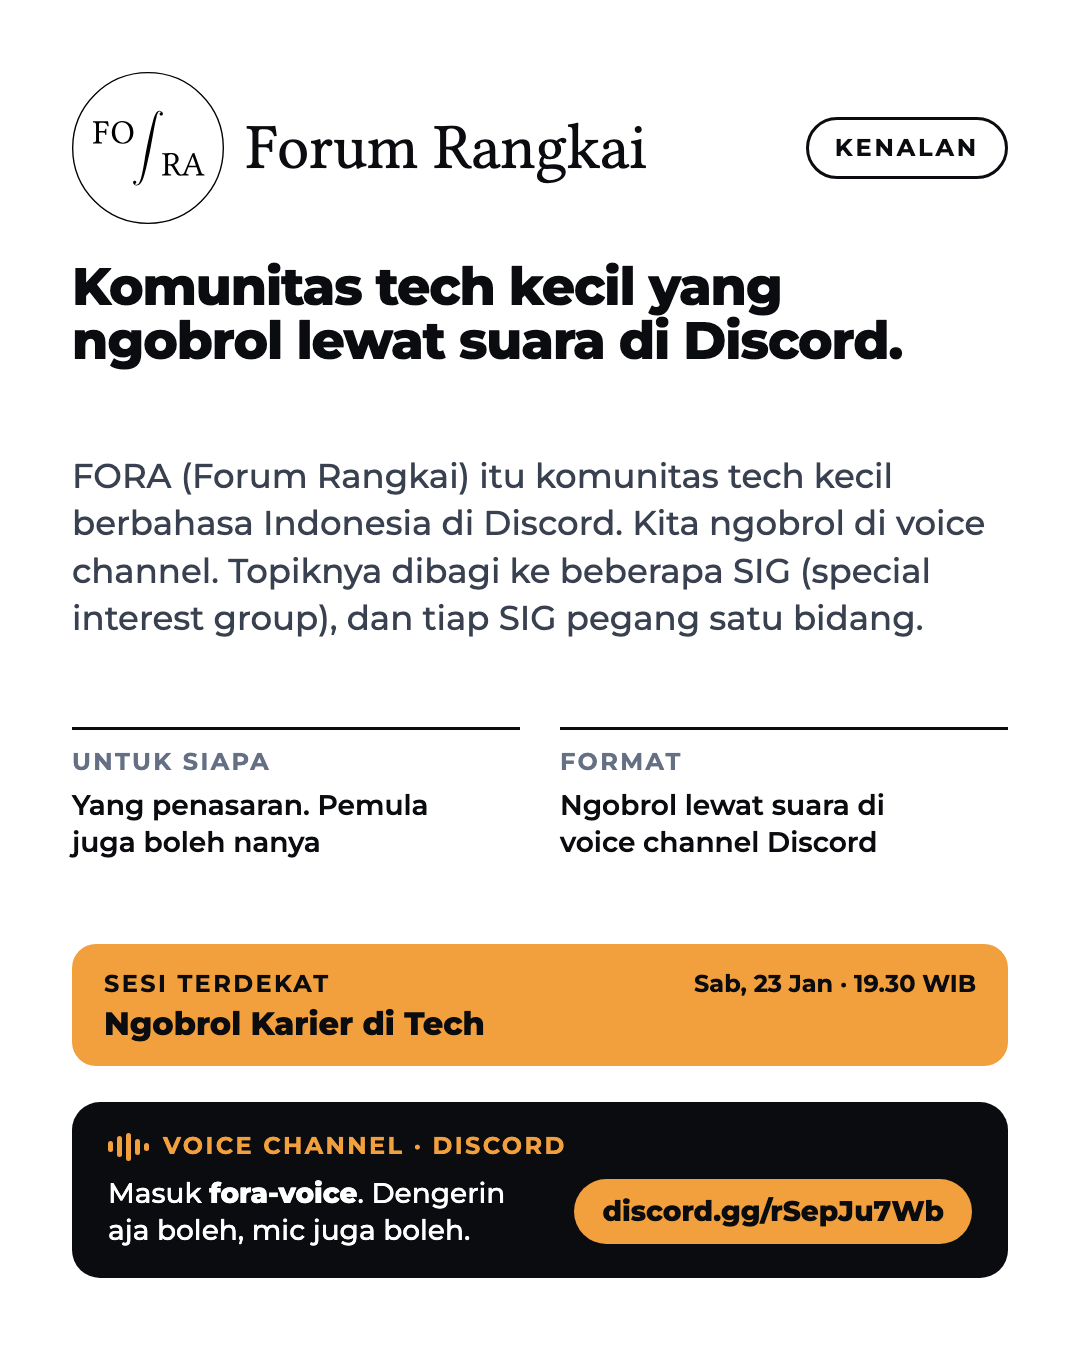 FO
RA
Forum Rangkai
KENALAN
Komunitas tech kecil yang
ngobrol lewat suara di Discord.
FORA (Forum Rangkai) itu komunitas tech kecil
berbahasa Indonesia di Discord. Kita ngobrol di voice
channel. Topiknya dibagi ke beberapa SIG (special
interest group), dan tiap SIG pegang satu bidang.
UNTUK SIAPA
Yang penasaran. Pemula
juga boleh nanya
FORMAT
Ngobrol lewat suara di
voice channel Discord
SESI TERDEKAT
Sab, 23 Jan · 19.30 WIB
Ngobrol Karier di Tech
VOICE CHANNEL · DISCORD
Masuk fora-voice. Dengerin
aja boleh, mic juga boleh.
discord.gg/rSepJu7Wb